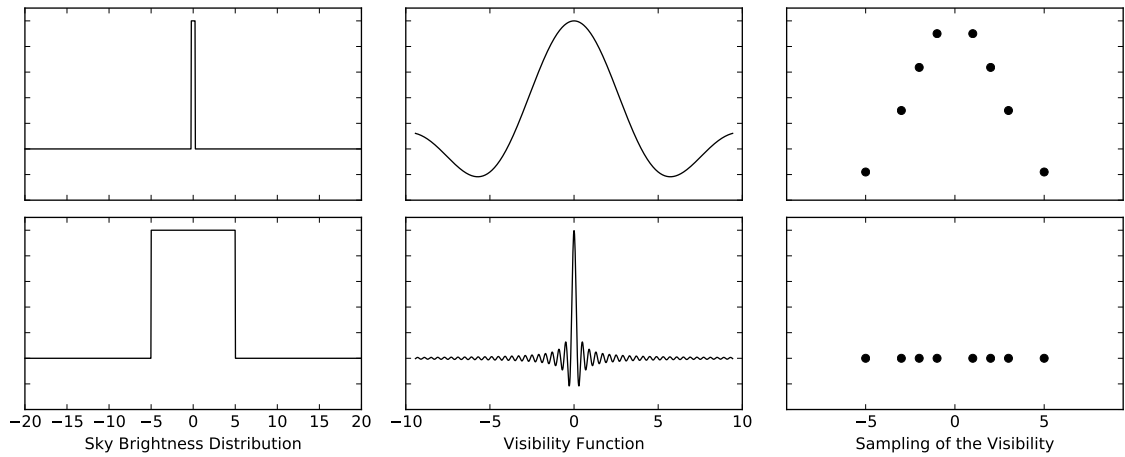 −20 −15 −10 −5 0 5 10 15 20
Sky Brightness Distribution
−10 −5 0 5 10
Visibility Function
−5 0 5
Sampling of the Visibility